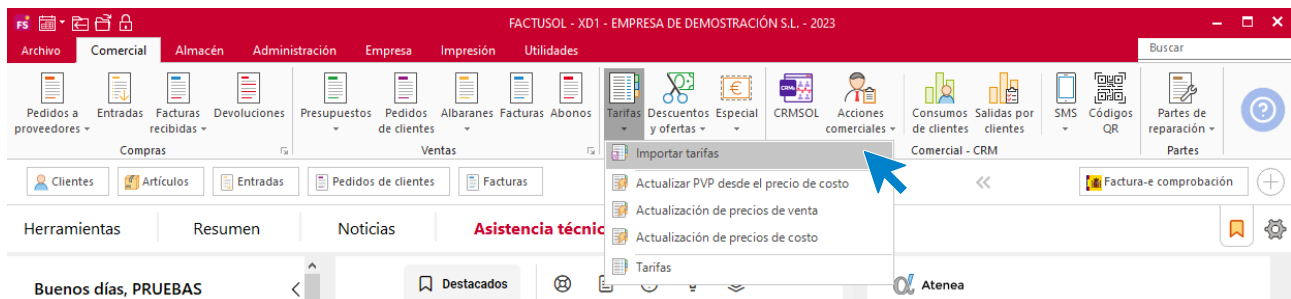 FS
FACTUSOL - XD1 - EMPRESA DE DEMOSTRACIÓN S.L. - 2023
Archivo Comercial Almacén Administración Empresa Impresión Utilidades Buscar
CRM €
Pedidos a Entradas Facturas Devoluciones Presupuestos Pedidos Albaranes Facturas Abonos Tarifas Descuentos Especial CRMSOL Acciones Consumos Salidas por SMS Códigos Partes de ?
proveedores recibidas de clientes y ofertas comerciales de clientes clientes QR reparación
Compras Ventas Comercial - CRM Partes
Importar tarifas
Clientes Artículos Entradas Pedidos de clientes Facturas Factura-e comprobación
Actualizar PVP desde el precio de costo
Actualización de precios de venta
Herramientas Resumen Noticias Asistencia técnic
Actualización de precios de costo
Tarifas
Buenos días, PRUEBAS Destacados Atenea